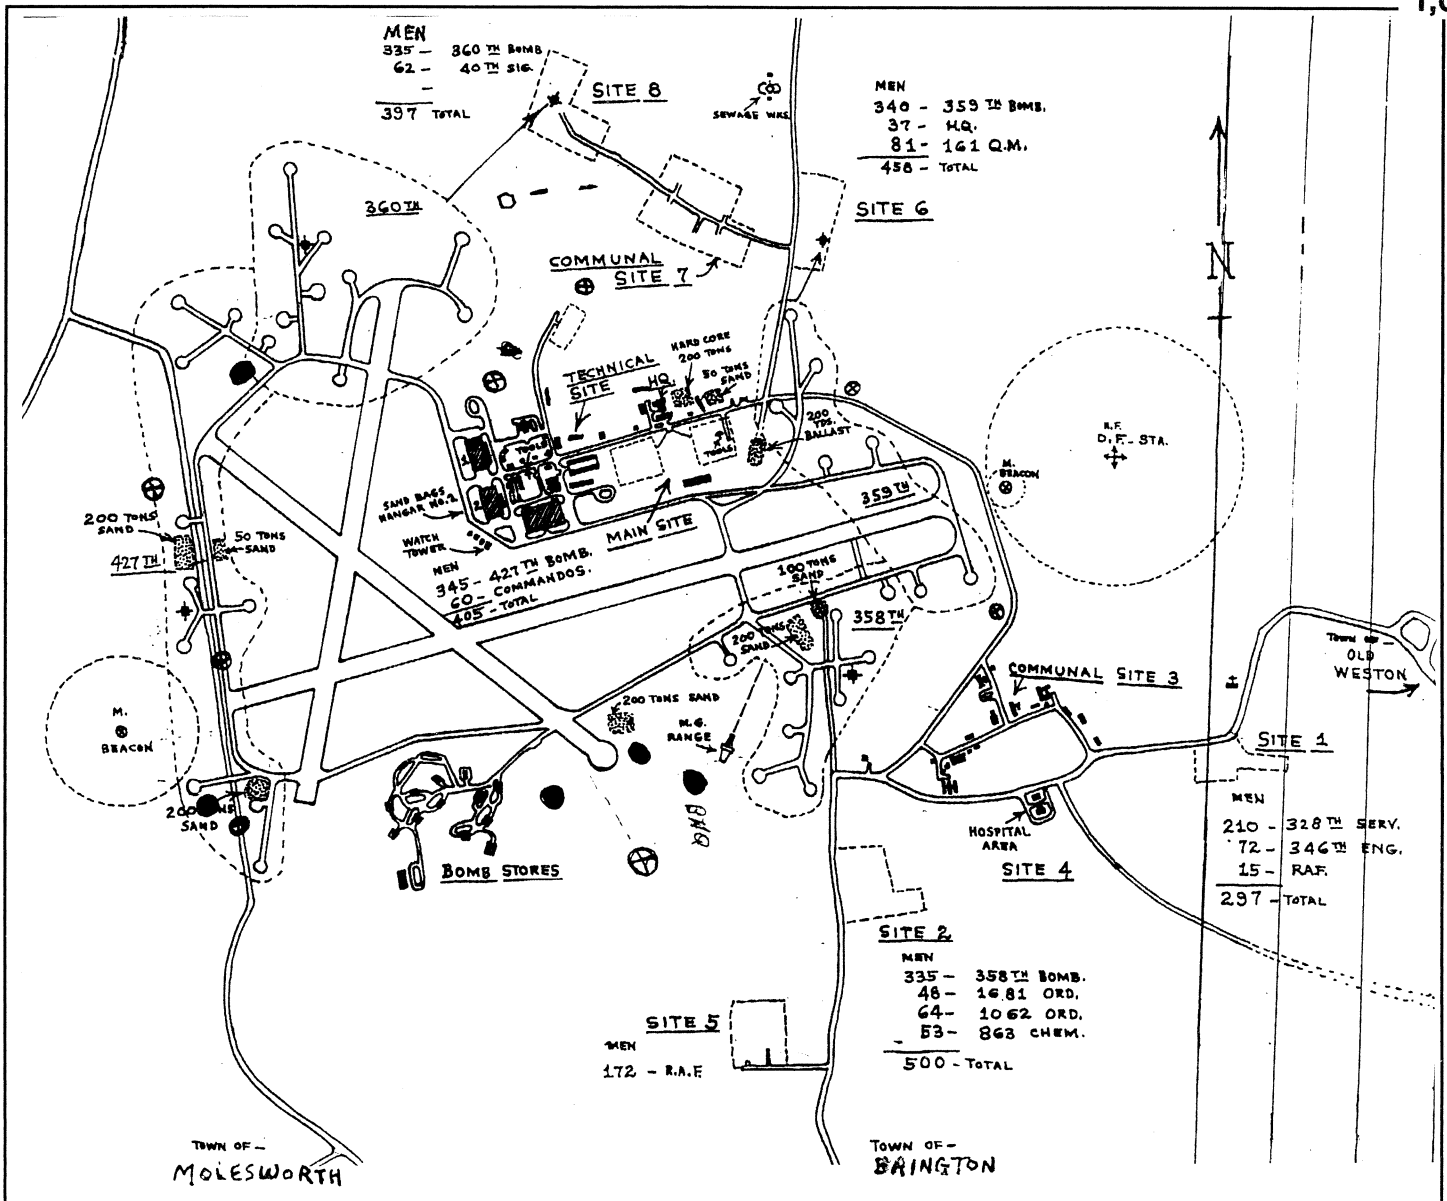 MEN
335 - 360TH BOMB
62 - 40TH SIG
-
397 TOTAL
SITE 8
SEWAGE WKS.
MEN
340 - 359TH BOMB.
37 - HQ.
81 - 161 Q.M.
458 - TOTAL
360TH
SITE 6
N
COMMUNAL
SITE 7
TECHNICAL
SITE
HQ.
HARD CORE
200 TONS
50 TONS
SAND
R.F.
D.F. STA.
200
YDS.
BALLAST
TOOLS
TOOLS
1
2
M.
BEACON
359TH
SAND BAGS
HANGAR NO. 2
200 TONS
SAND
50 TONS
SAND
427TH
WATCH
TOWER
MAIN SITE
MEN
345 - 427TH BOMB.
60 - COMMANDOS.
405 - TOTAL
100 TONS
SAND
358TH
200 TONS
SAND
TOWN OF -
OLD
WESTON
COMMUNAL SITE 3
200 TONS SAND
M.G.
RANGE
M.
BEACON
SITE 1
200 TONS
SAND
BHQ
HOSPITAL
AREA
SITE 4
MEN
210 - 328TH SERV.
72 - 346TH ENG.
15 - RAF.
297 - TOTAL
BOMB STORES
SITE 2
MEN
335 - 358TH BOMB.
48 - 1681 ORD.
64 - 1062 ORD.
53 - 863 CHEM.
500 - TOTAL
SITE 5
MEN
172 - R.A.F.
TOWN OF -
MOLESWORTH
TOWN OF -
BRINGTON